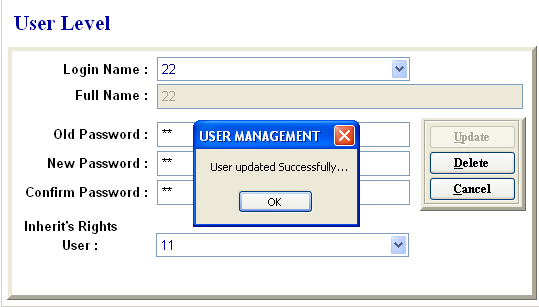 User Level
Login Name : 22
Full Name : 22
Old Password : **
New Password : **
Confirm Password : **
Inherit's Rights
User : 11
Update
Delete
Cancel
USER MANAGEMENT
User updated Successfully...
OK